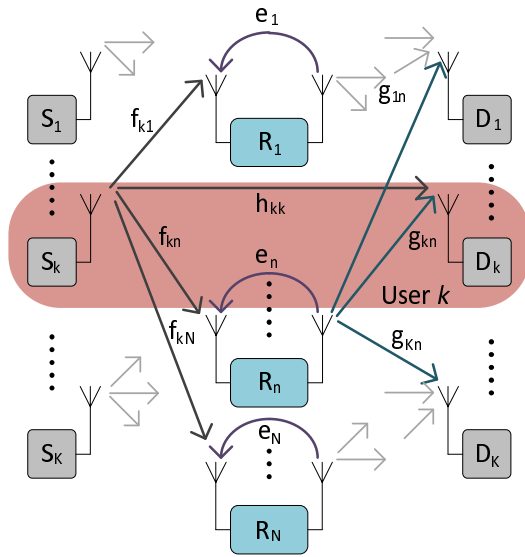 e1
fk1
g1n
S1
R1
D1
hkk
fkn
gkn
Sk
en
Dk
User k
fkN
gKn
Rn
eN
SK
DK
RN